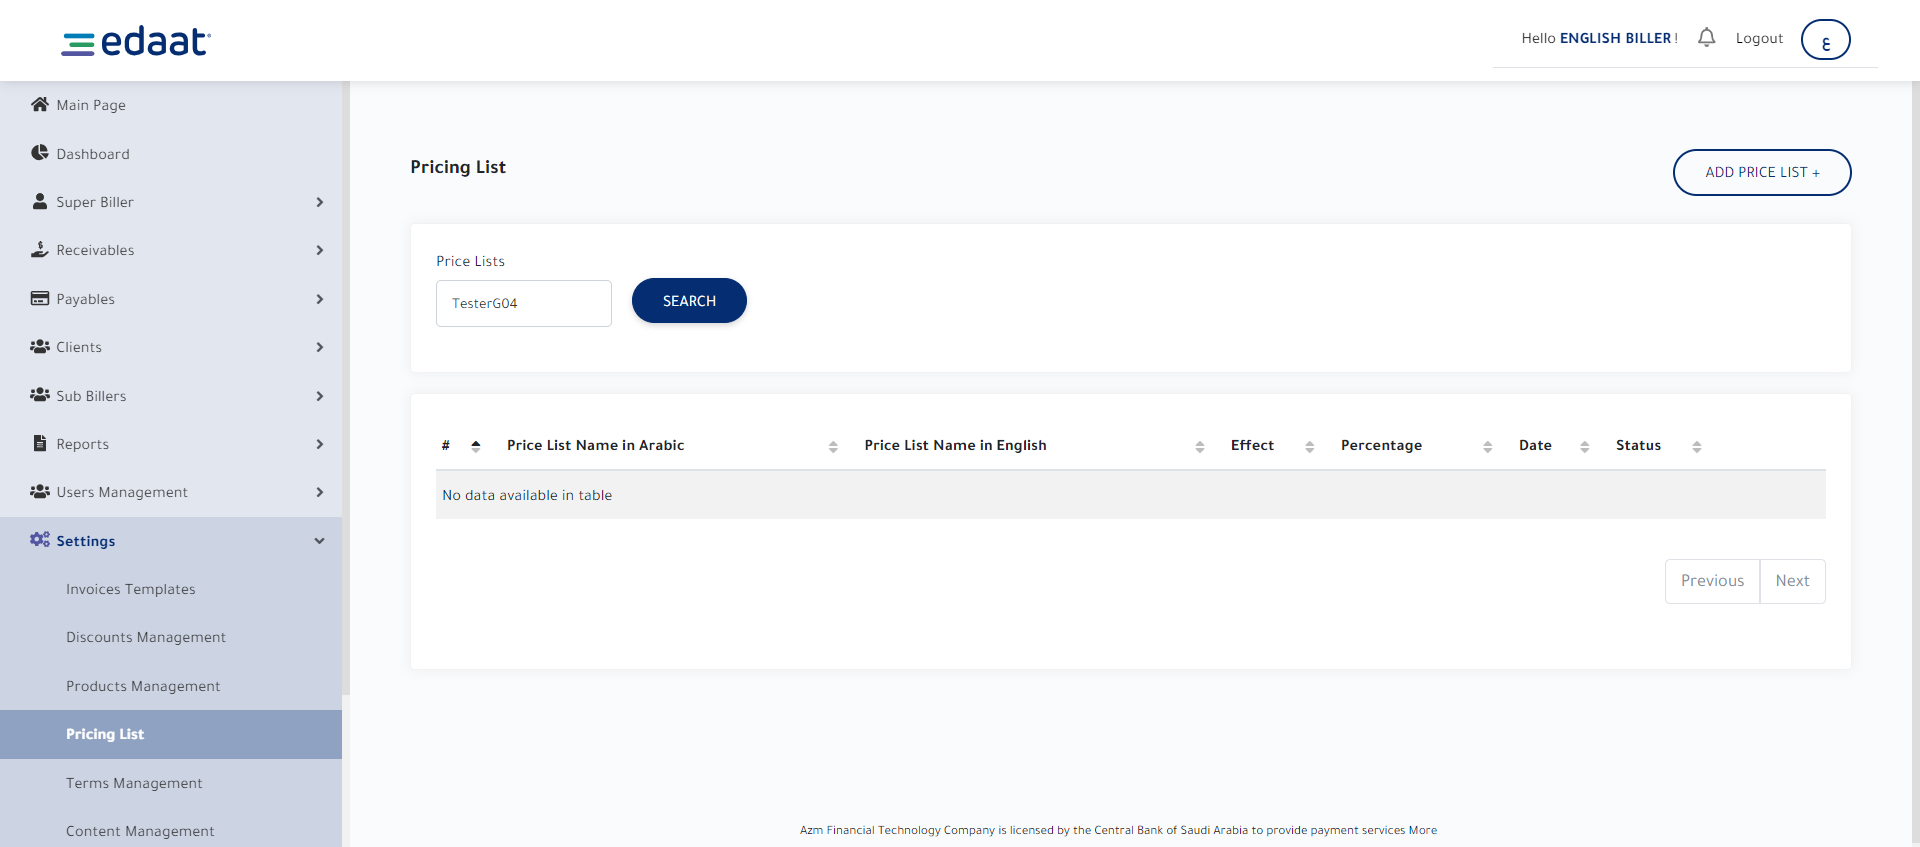 edaat
Hello ENGLISH BILLER !
Logout
ع
Main Page
Dashboard
Super Biller
Receivables
Payables
Clients
Sub Billers
Reports
Users Management
Settings
Invoices Templates
Discounts Management
Products Management
Pricing List
Terms Management
Content Management
Pricing List
ADD PRICE LIST +
Price Lists
TesterG04
SEARCH
# Price List Name in Arabic Price List Name in English Effect Percentage Date Status
No data available in table
Previous Next
Azm Financial Technology Company is licensed by the Central Bank of Saudi Arabia to provide payment services More